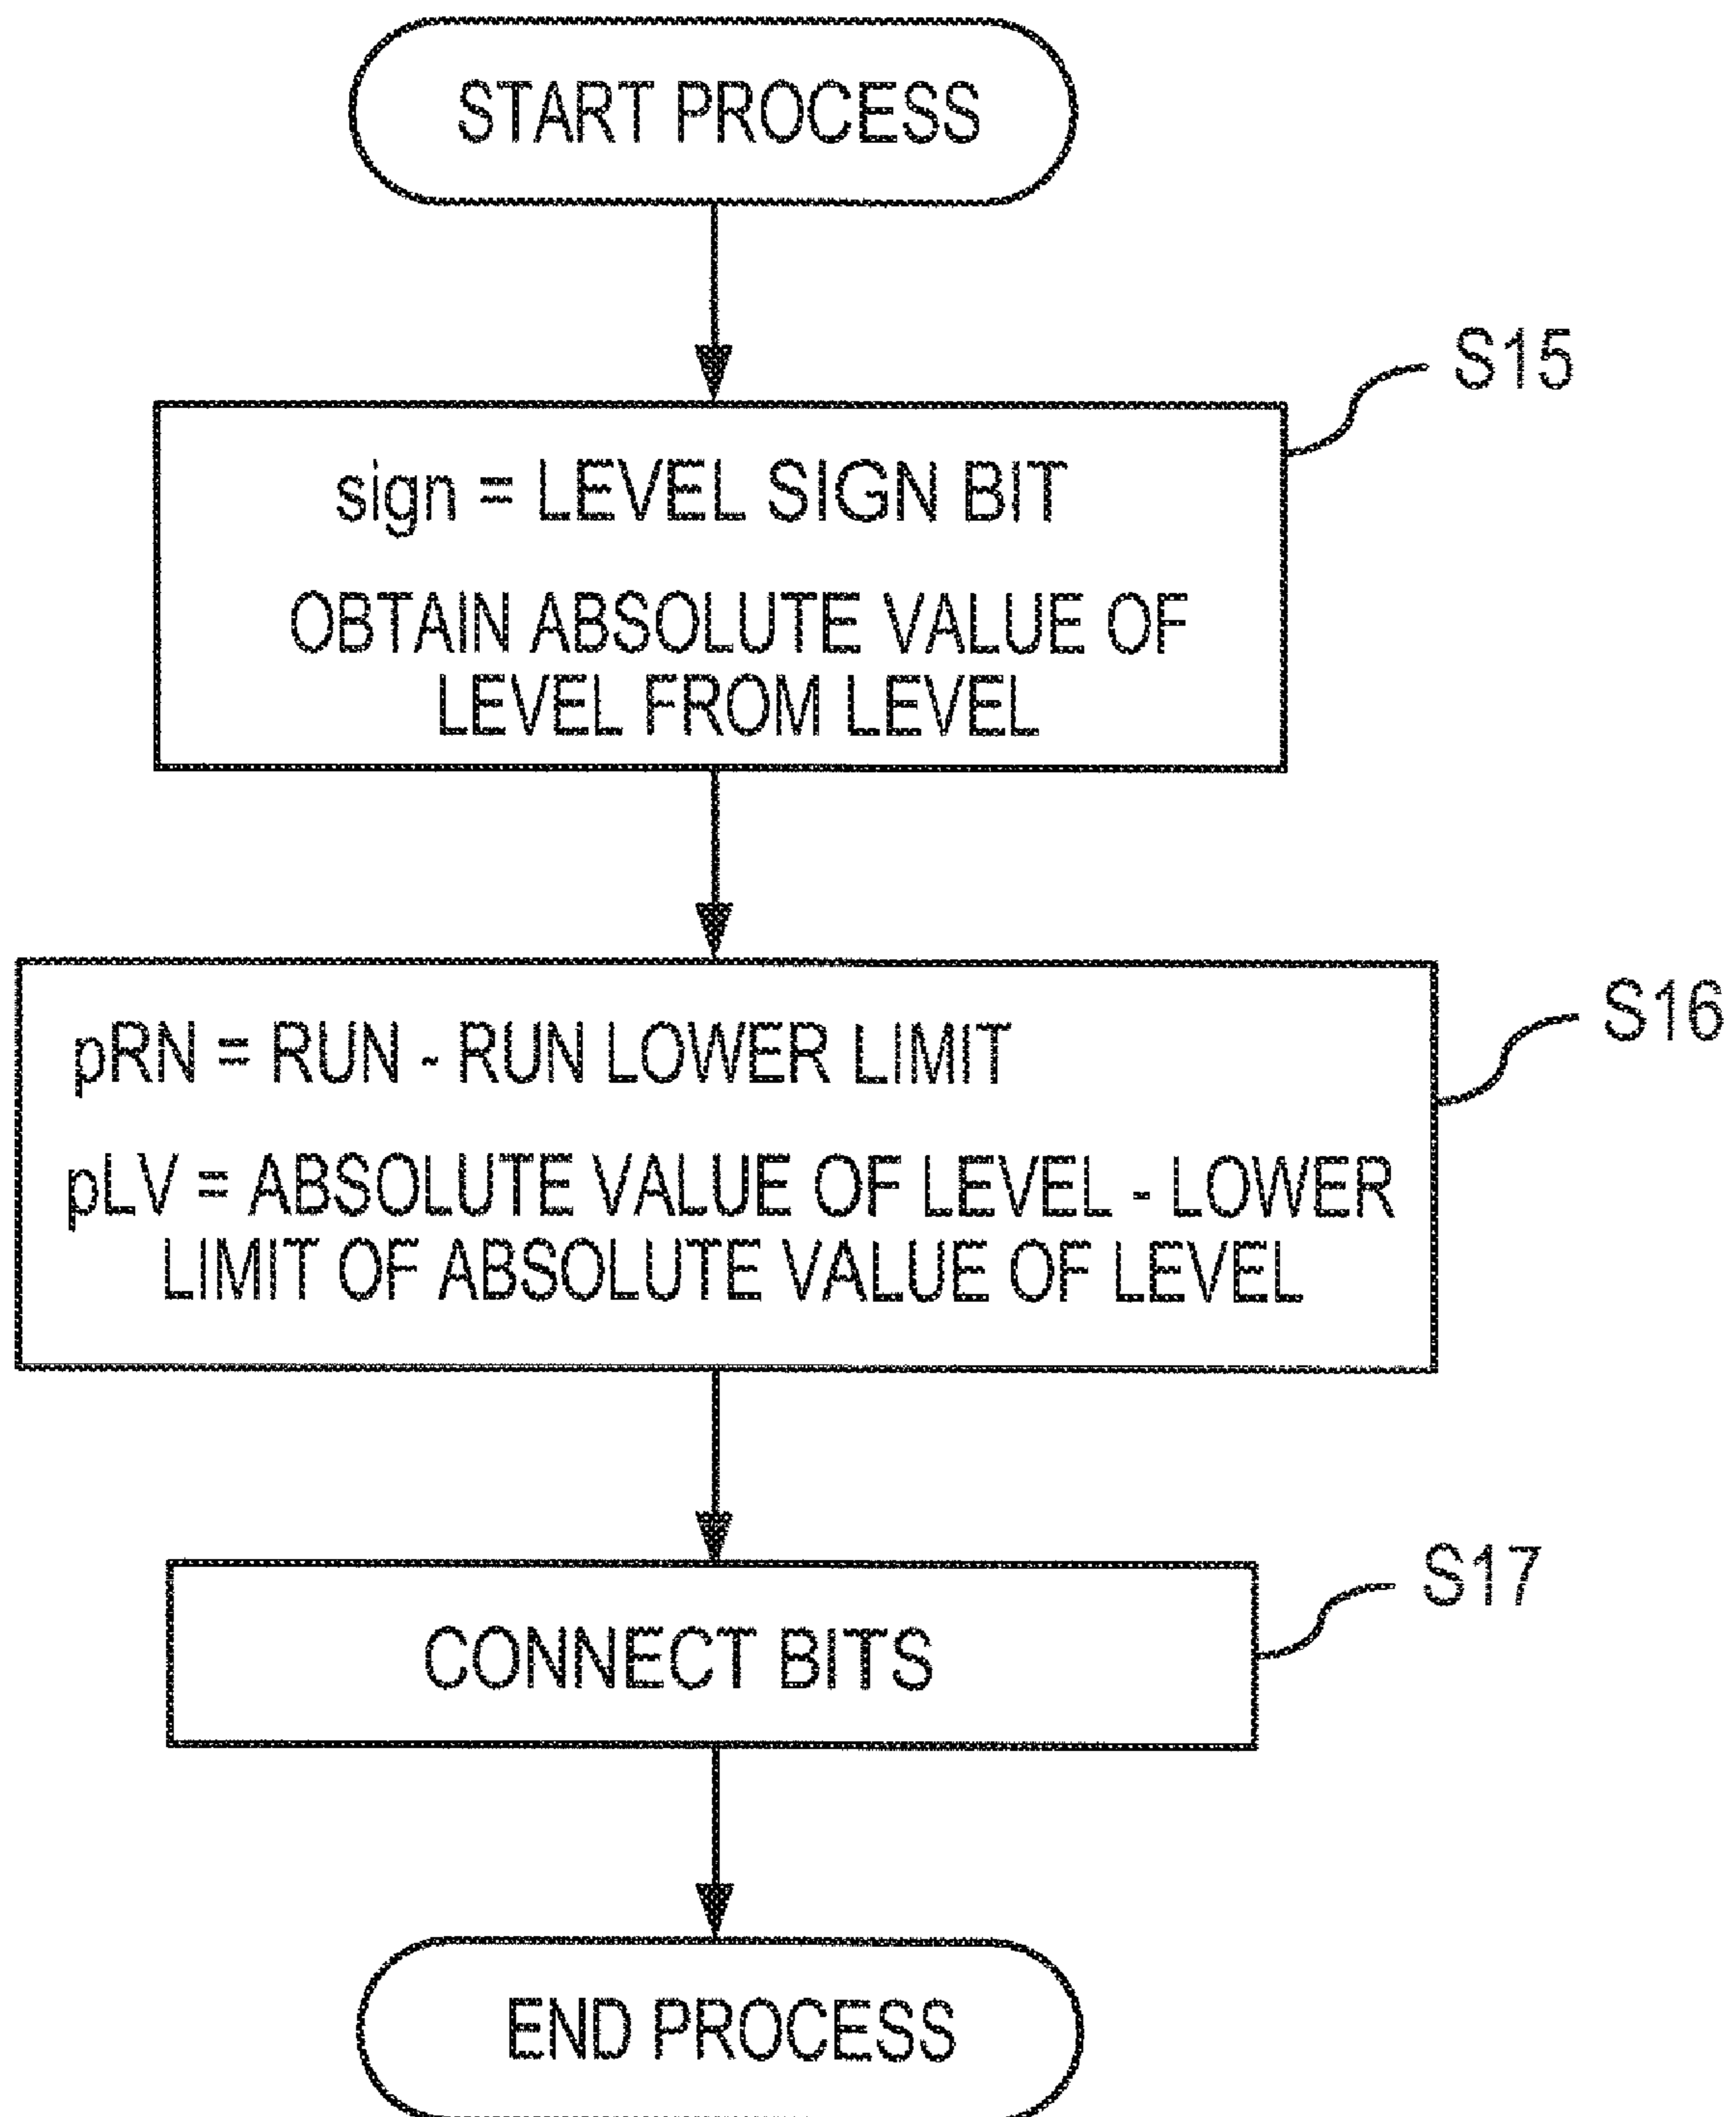 START PROCESS
S15
sign = LEVEL SIGN BIT
OBTAIN ABSOLUTE VALUE OF
LEVEL FROM LEVEL
S16
pRN = RUN - RUN LOWER LIMIT
pLV = ABSOLUTE VALUE OF LEVEL - LOWER
LIMIT OF ABSOLUTE VALUE OF LEVEL
S17
CONNECT BITS
END PROCESS